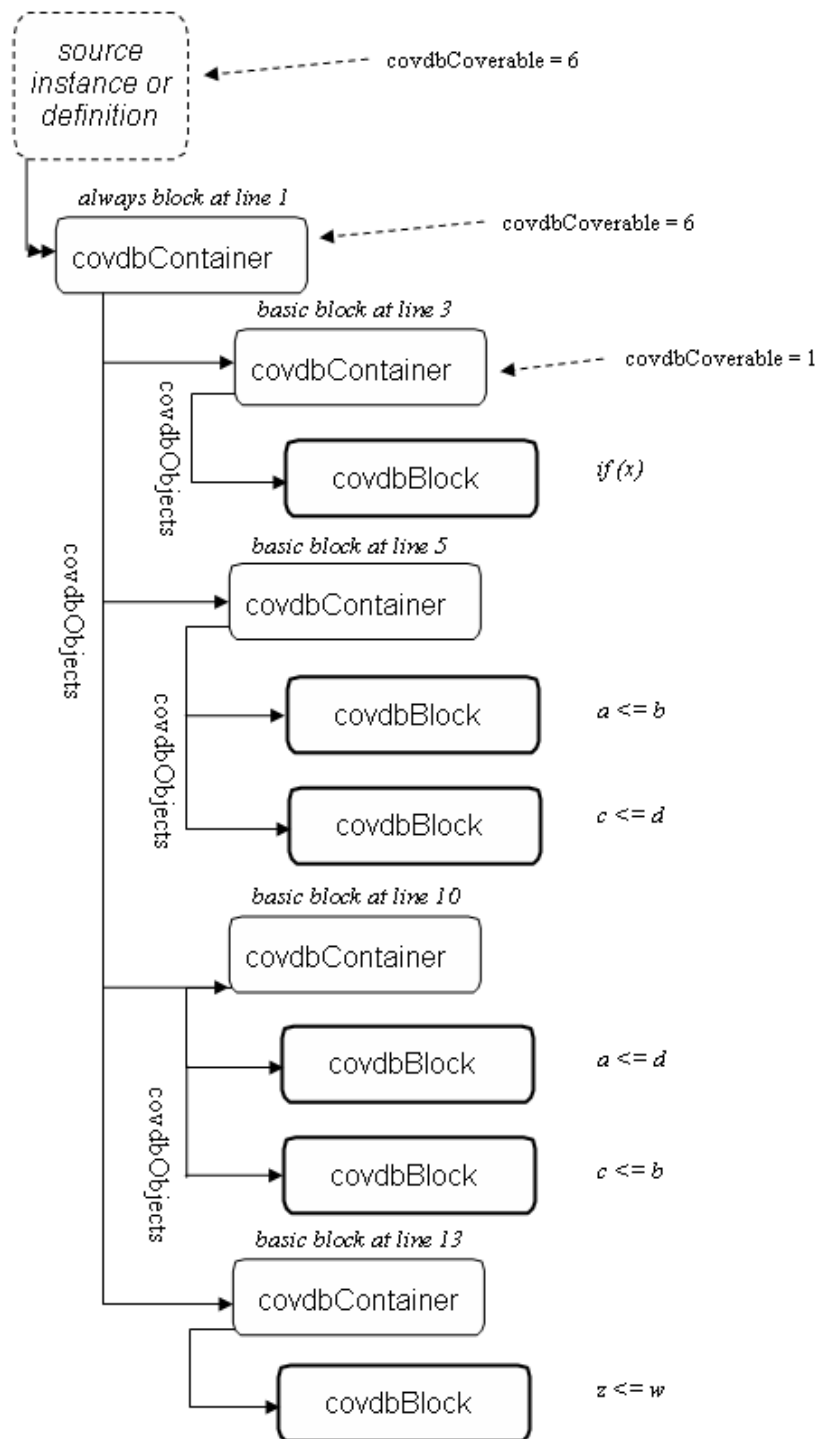 source
instance or
definition
covdbCoverable = 6
always block at line 1
covdbContainer
covdbCoverable = 6
basic block at line 3
covdbContainer
covdbCoverable = 1
covdbObjects
covdbBlock
if (x)
covdbObjects
basic block at line 5
covdbContainer
covdbObjects
covdbBlock
a <= b
covdbBlock
c <= d
basic block at line 10
covdbContainer
covdbObjects
covdbBlock
a <= d
covdbBlock
c <= b
basic block at line 13
covdbContainer
covdbBlock
z <= w